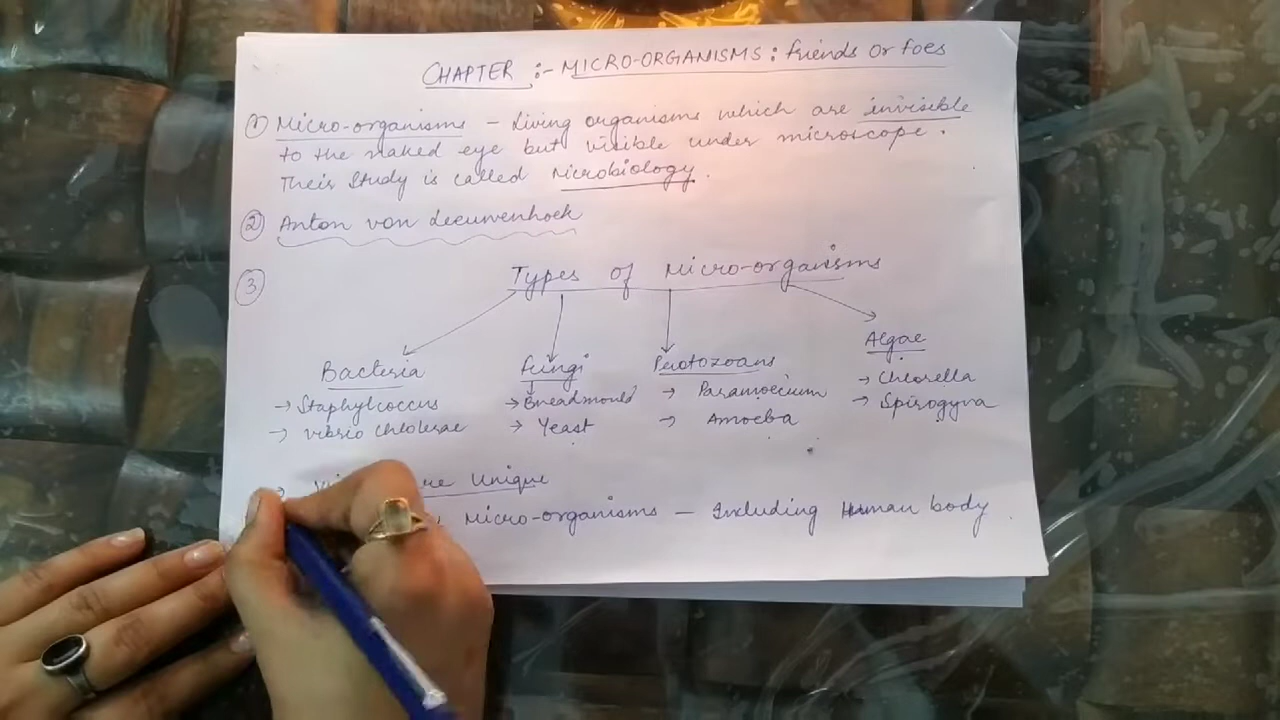 CHAPTER :- MICRO-ORGANISMS : Friends Or Foes
① Micro-organisms - Living organisms which are invisible
to the naked eye but visible under microscope.
Their Study is called Microbiology.
② Anton von Leeuwenhoek
③ Types of Micro-organisms
Bacteria Fungi Protozoans Algae
→ Staphylcoccus → Breadmould → Paramoecium → Chlorella
→ vibrio Chlolerae → Yeast → Amoeba → Spirogyra
Unique
Micro-organisms - Including Human body.